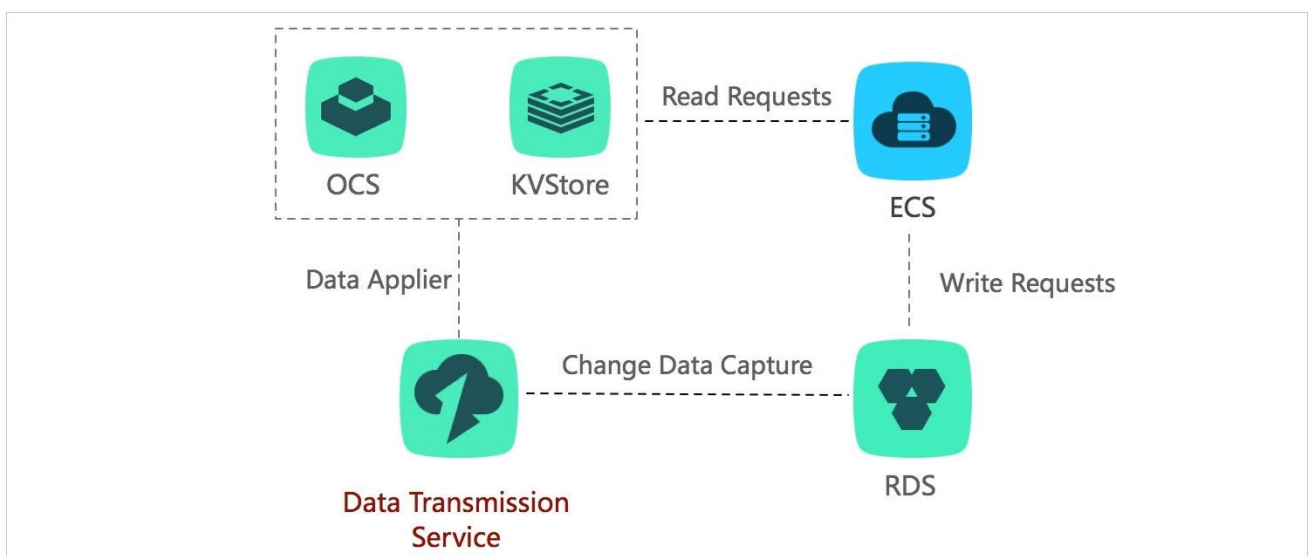 Read Requests
OCS
KVStore
ECS
Data Applier
Write Requests
Change Data Capture
RDS
Data Transmission
Service